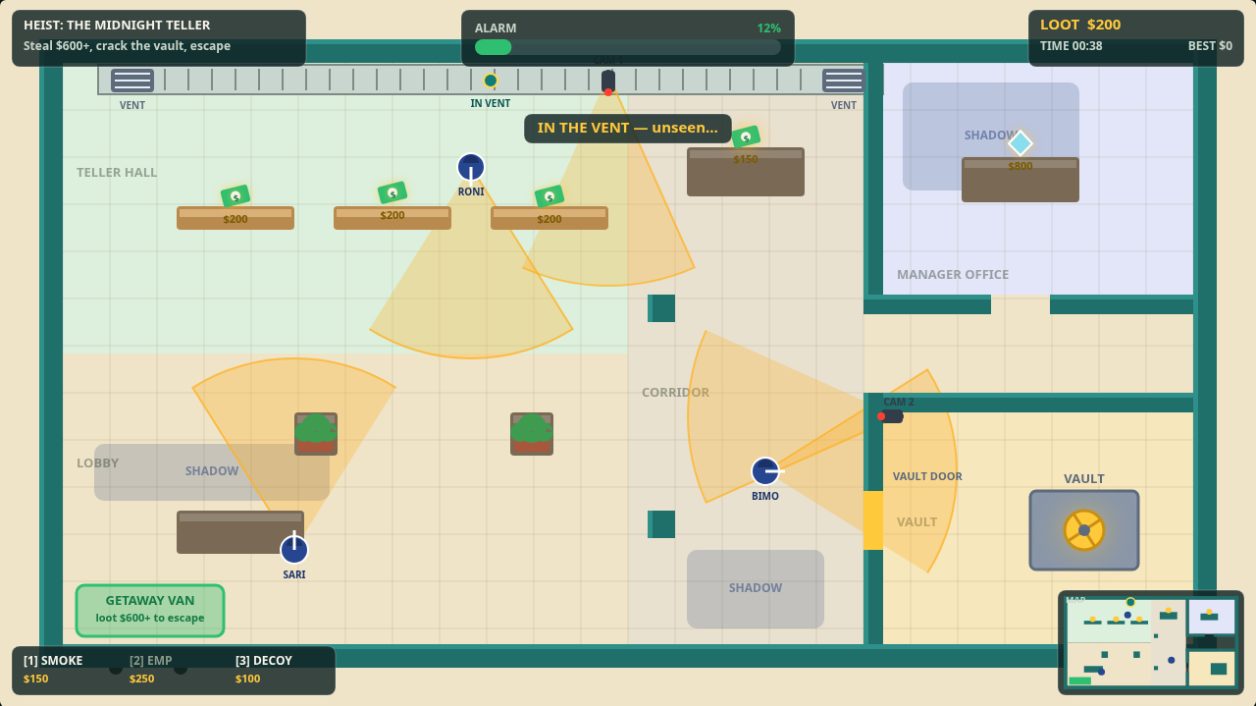 HEIST: THE MIDNIGHT TELLER
Steal $600+, crack the vault, escape
ALARM
12%
LOOT $200
TIME 00:38
BEST $0
VENT
IN VENT
VENT
IN THE VENT — unseen...
$150
SHADOW
$800
TELLER HALL
RONI
$200
$200
$200
MANAGER OFFICE
CORRIDOR
CAM 2
LOBBY
SHADOW
BIMO
VAULT DOOR
VAULT
VAULT
SARI
SHADOW
GETAWAY VAN
loot $600+ to escape
MAP
[1] SMOKE
$150
[2] EMP
$250
[3] DECOY
$100